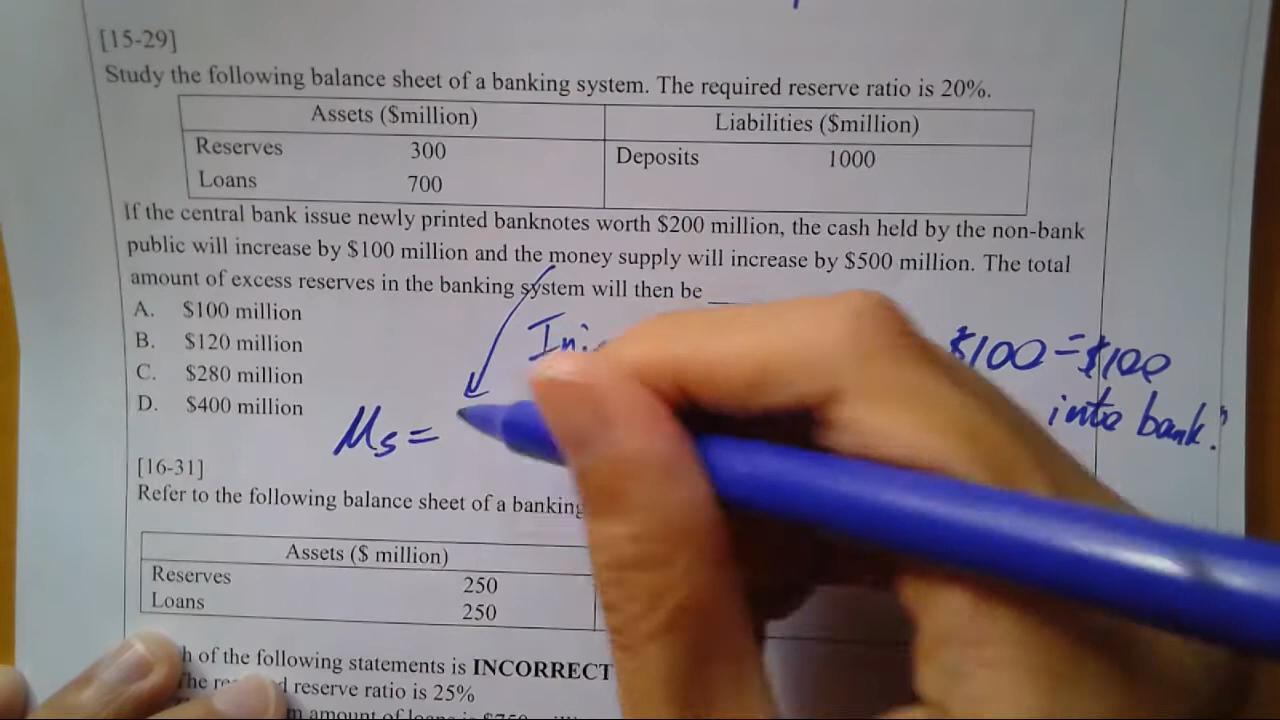 [15-29]
Study the following balance sheet of a banking system. The required reserve ratio is 20%.
Assets ($million) Liabilities ($million)
Reserves 300 Deposits 1000
Loans 700
If the central bank issue newly printed banknotes worth $200 million, the cash held by the non-bank
public will increase by $100 million and the money supply will increase by $500 million. The total
amount of excess reserves in the banking system will then be
A. $100 million
B. $120 million
C. $280 million
D. $400 million
$100 = $100
into bank."
Ms =
[16-31]
Refer to the following balance sheet of a banking
Assets ($ million)
Reserves 250
Loans 250
of the following statements is INCORRECT
reserve ratio is 25%
amount of loans is